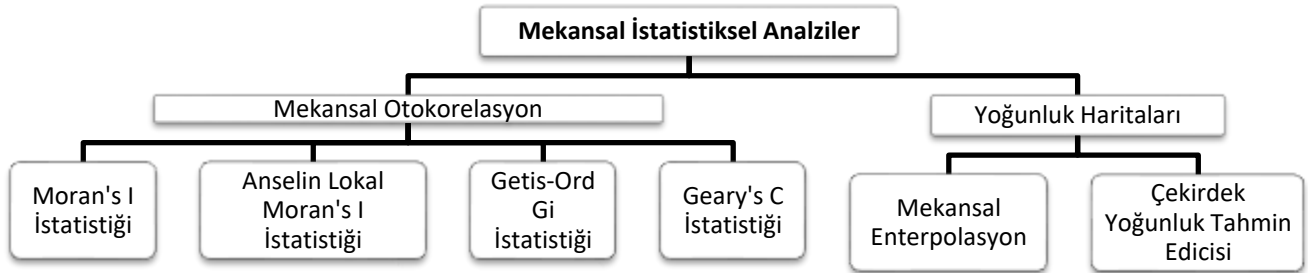 Mekansal İstatistiksel Analziler
Mekansal Otokorelasyon
Yoğunluk Haritaları
Moran's I
İstatistiği
Anselin Lokal
Moran's I
İstatistiği
Getis-Ord
Gi
İstatistiği
Geary's C
İstatistiği
Mekansal
Enterpolasyon
Çekirdek
Yoğunluk Tahmin
Edicisi